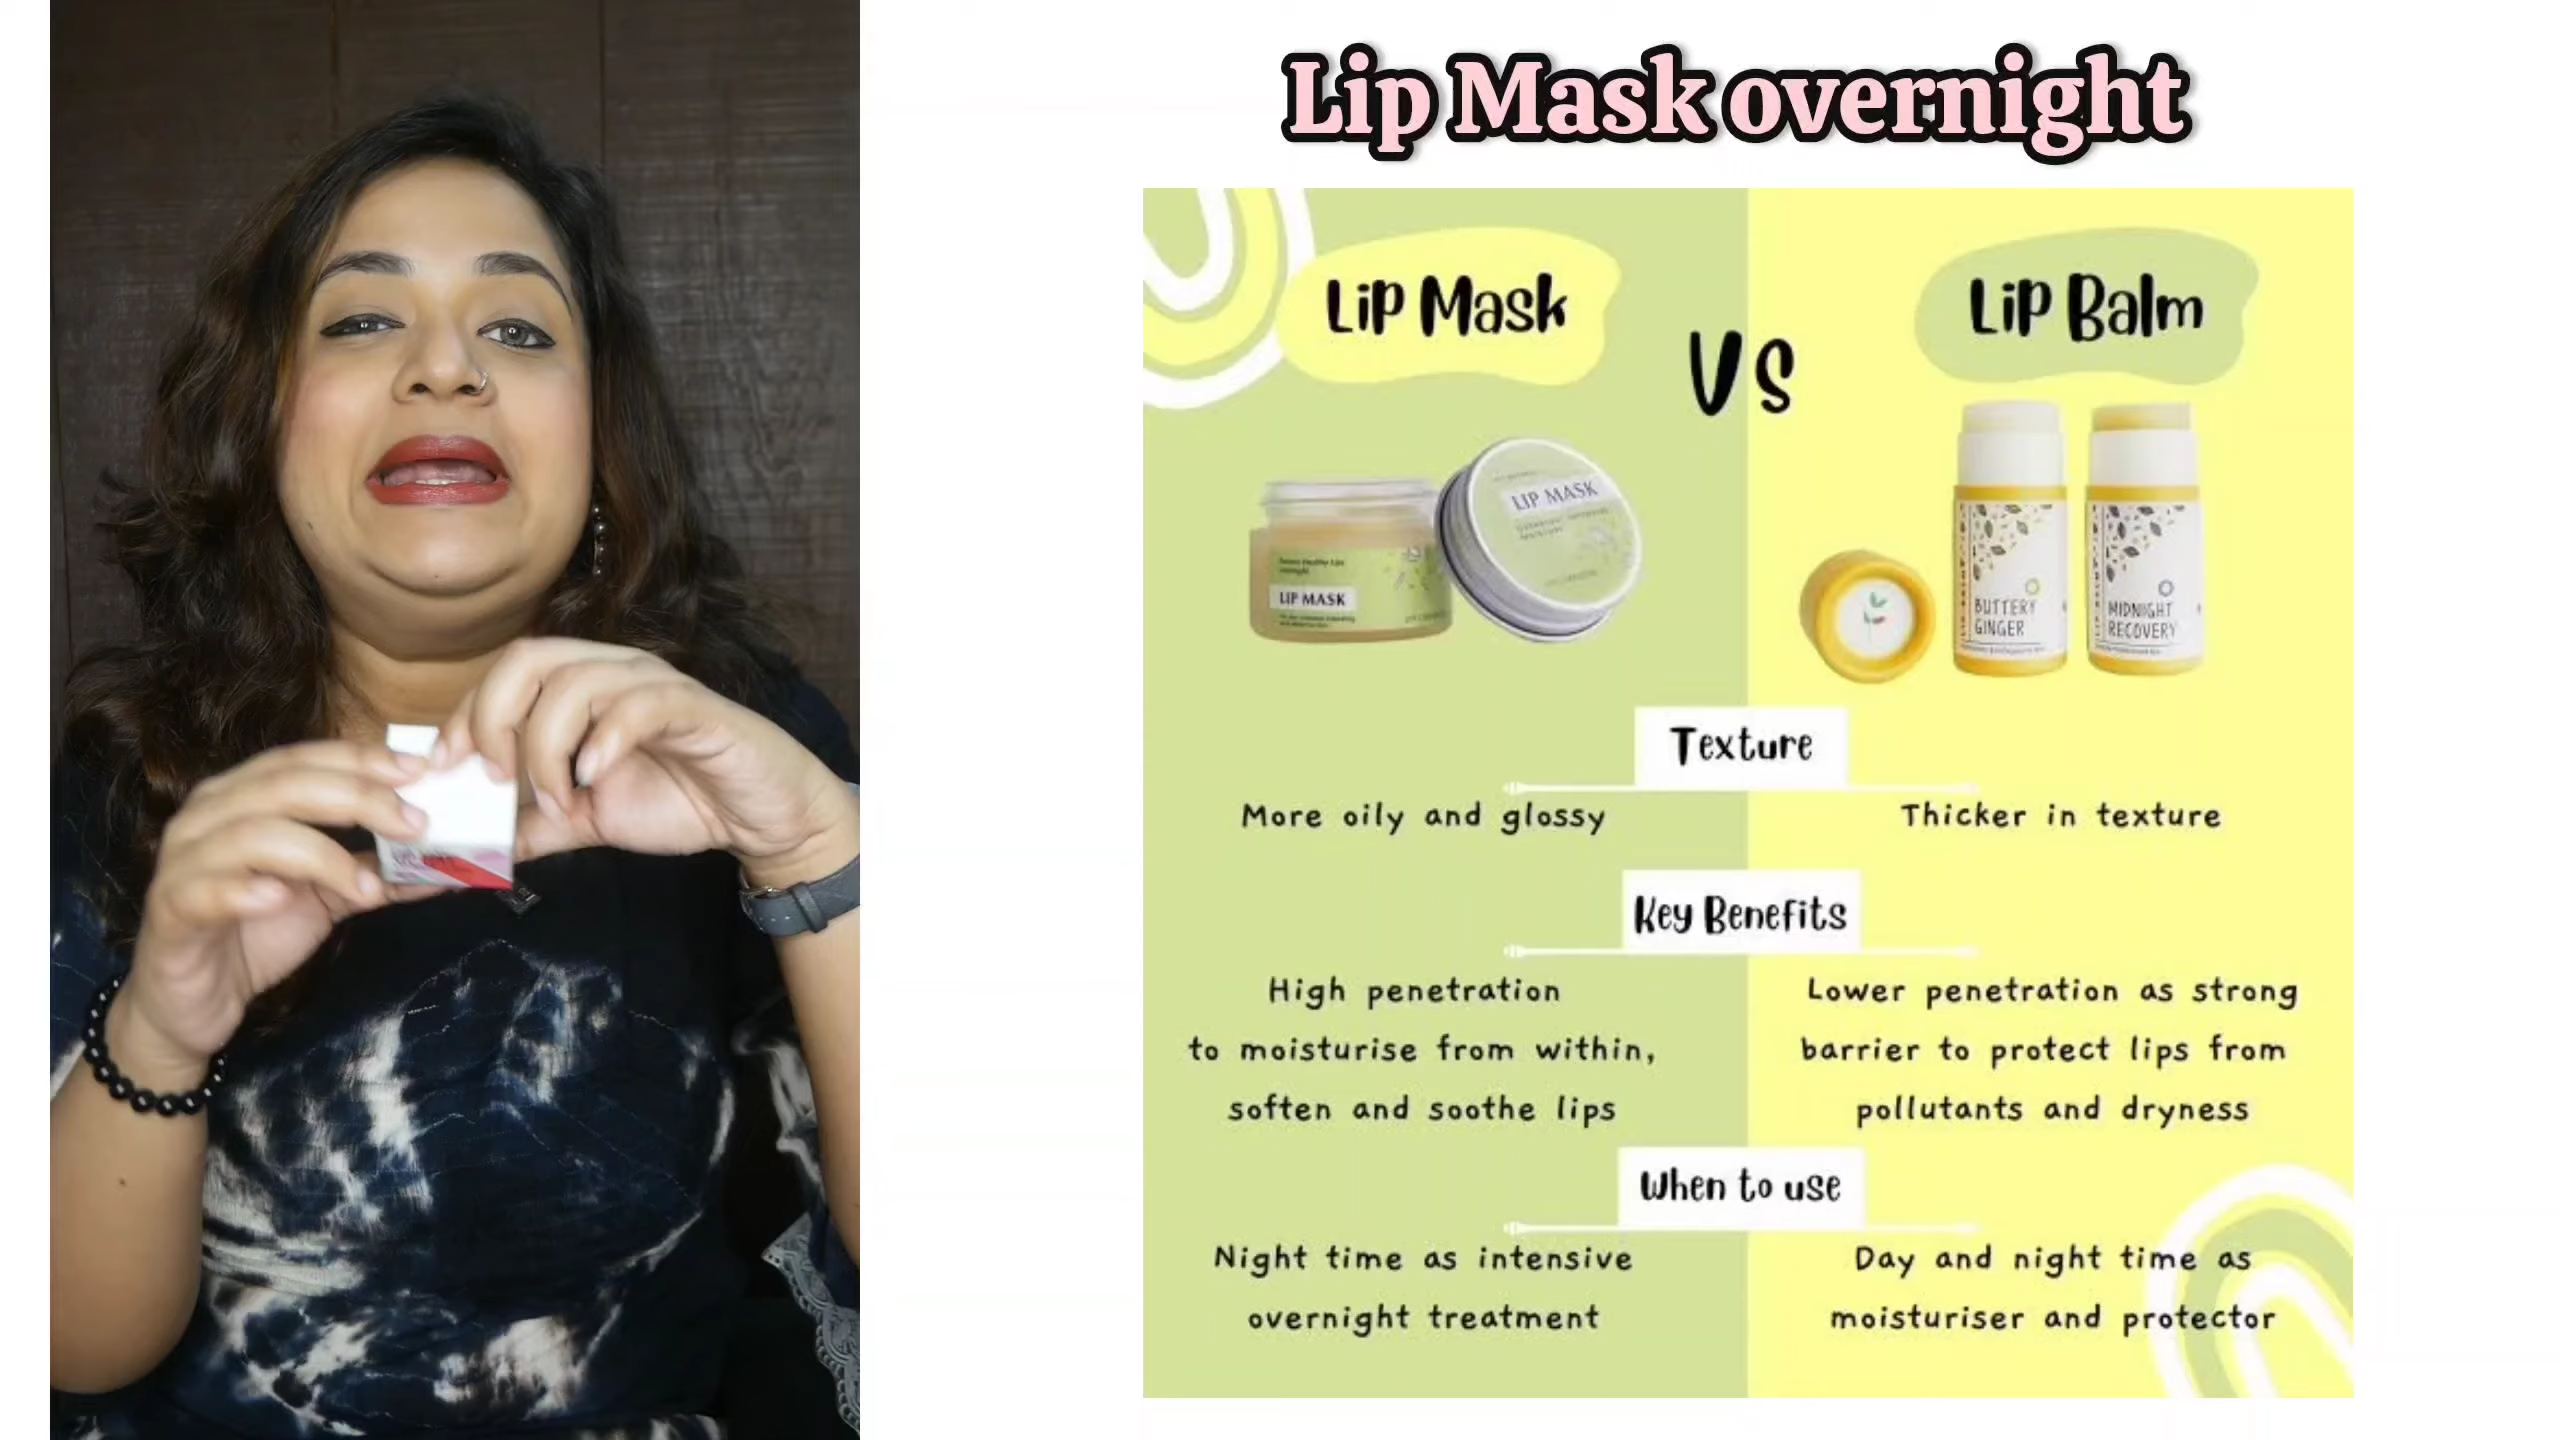 Lip Mask overnight
Lip Mask
Vs
Lip Balm
LIP MASK
LIP MASK
BUTTERY
GINGER
MIDNIGHT
RECOVERY
Texture
More oily and glossy
Thicker in texture
Key Benefits
High penetration
to moisturise from within,
soften and soothe lips
Lower penetration as strong
barrier to protect lips from
pollutants and dryness
When to use
Night time as intensive
overnight treatment
Day and night time as
moisturiser and protector